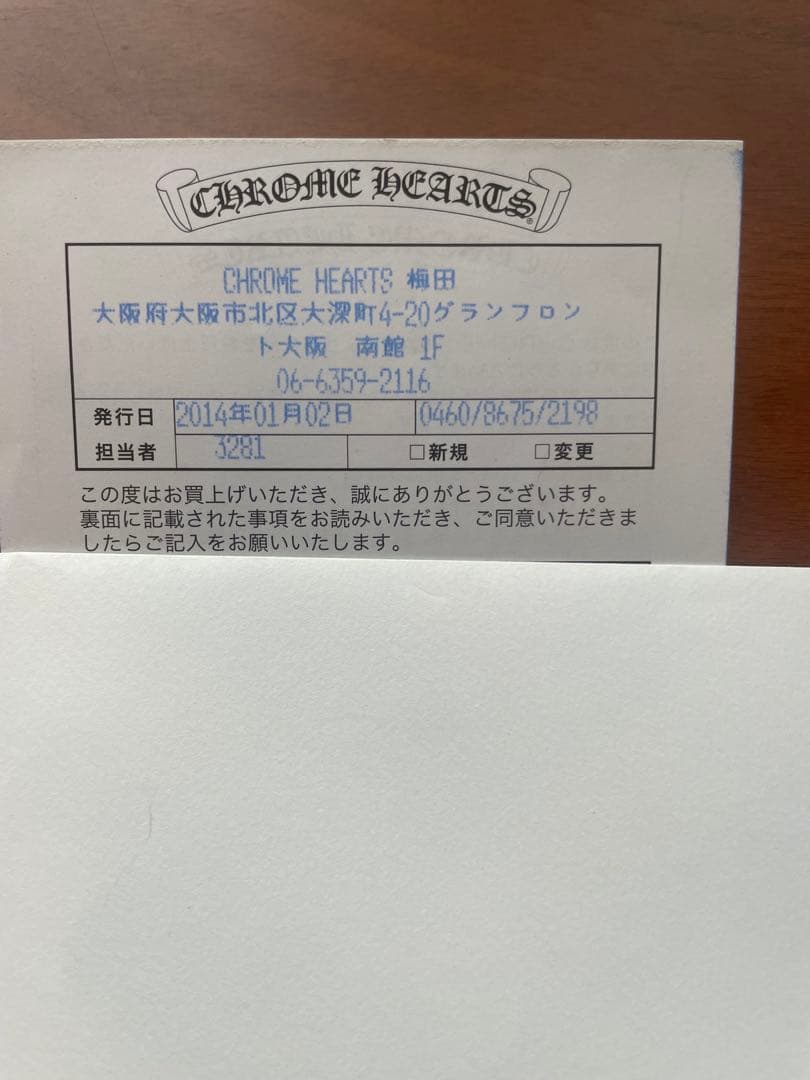 CHROME HEARTS®
CHROME HEARTS 梅田
大阪府大阪市北区大深町4-20グランフロン
ト大阪 南館 1F
06-6359-2116
発行日 2014年01月02日 0460/8675/2198
担当者 3281 □新規 □変更
この度はお買上げいただき、誠にありがとうございます。
裏面に記載された事項をお読みいただき、ご同意いただきま
したらご記入をお願いいたします。